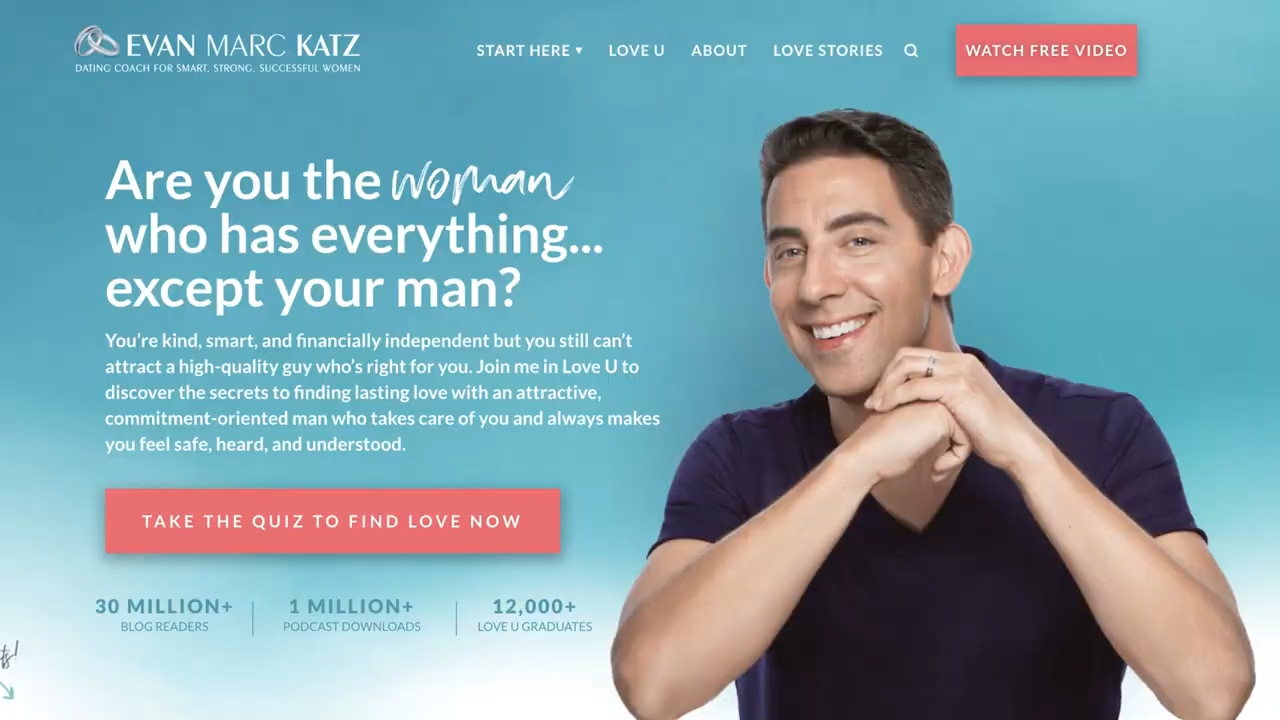 EVAN MARC KATZ
DATING COACH FOR SMART, STRONG, SUCCESSFUL WOMEN
START HERE ▾ LOVE U ABOUT LOVE STORIES
WATCH FREE VIDEO
Are you the woman
who has everything...
except your man?
You're kind, smart, and financially independent but you still can't
attract a high-quality guy who's right for you. Join me in Love U to
discover the secrets to finding lasting love with an attractive,
commitment-oriented man who takes care of you and always makes
you feel safe, heard, and understood.
TAKE THE QUIZ TO FIND LOVE NOW
30 MILLION+ 1 MILLION+ 12,000+
BLOG READERS PODCAST DOWNLOADS LOVE U GRADUATES